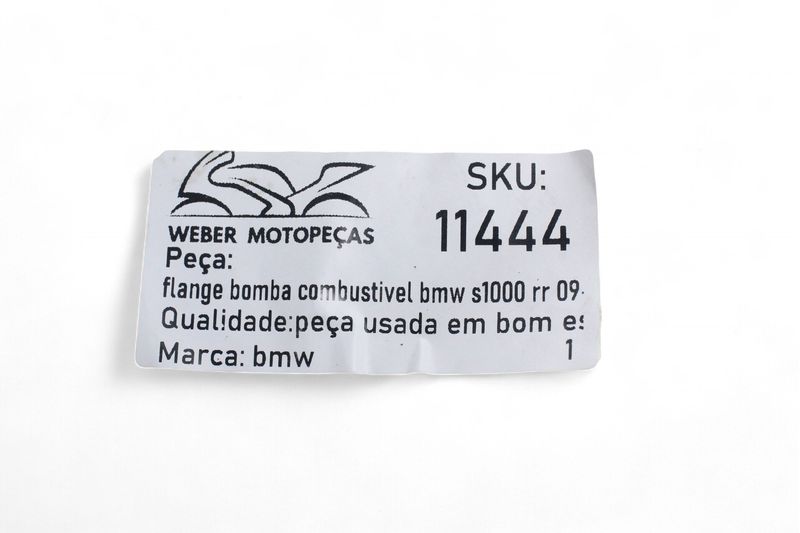 SKU:
11444
WEBER MOTOPEÇAS
Peça:
flange bomba combustivel bmw s1000 rr 09-
Qualidade:peça usada em bom es
Marca: bmw 1